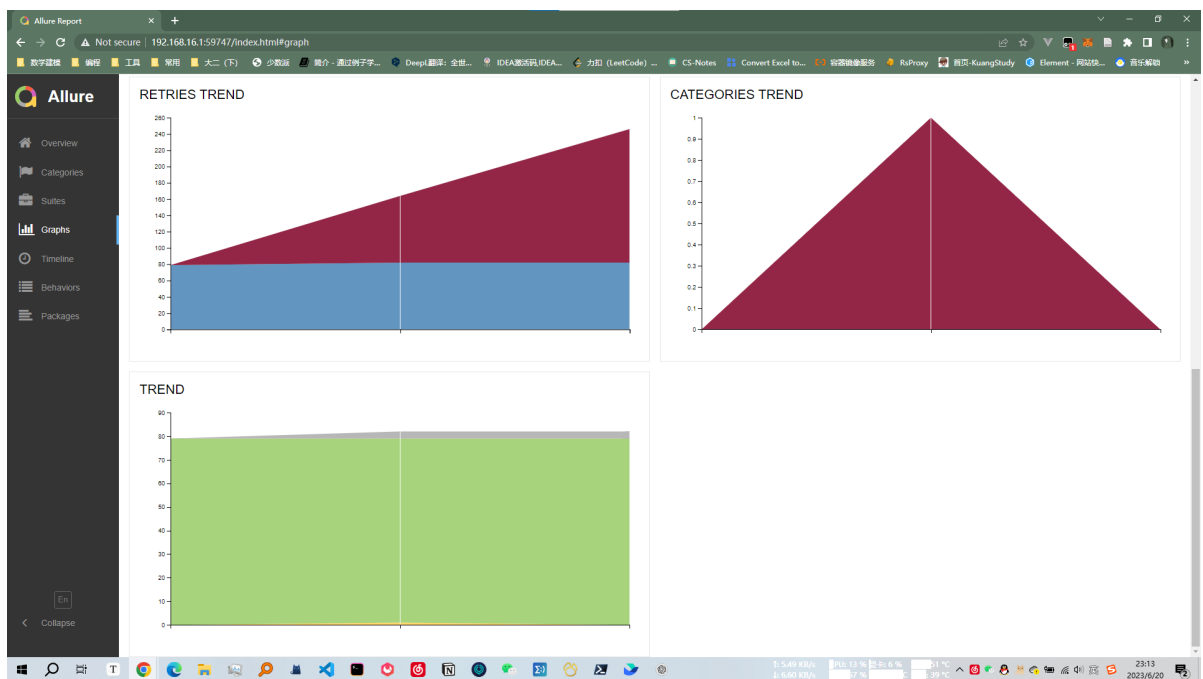 Allure Report
Not secure 192.168.16.1:59747/index.html#graph
数学建模 编程 工具 常用 大二（下） 少数派 简介 - 通过例子学... DeepL翻译：全世... IDEA激活码,IDEA... 力扣 (LeetCode) ... CS-Notes Convert Excel to... 容器镜像服务 RsProxy 首页-KuangStudy Element - 网站快... 音乐解锁 »
Allure
Overview
Categories
Suites
Graphs
Timeline
Behaviors
Packages
En
Collapse
RETRIES TREND
260
240
220
200
180
160
140
120
100
80
60
40
20
0
CATEGORIES TREND
1
0.9
0.8
0.7
0.6
0.5
0.4
0.3
0.2
0.1
0
TREND
90
80
70
60
50
40
30
20
10
0
23:13
2023/6/20